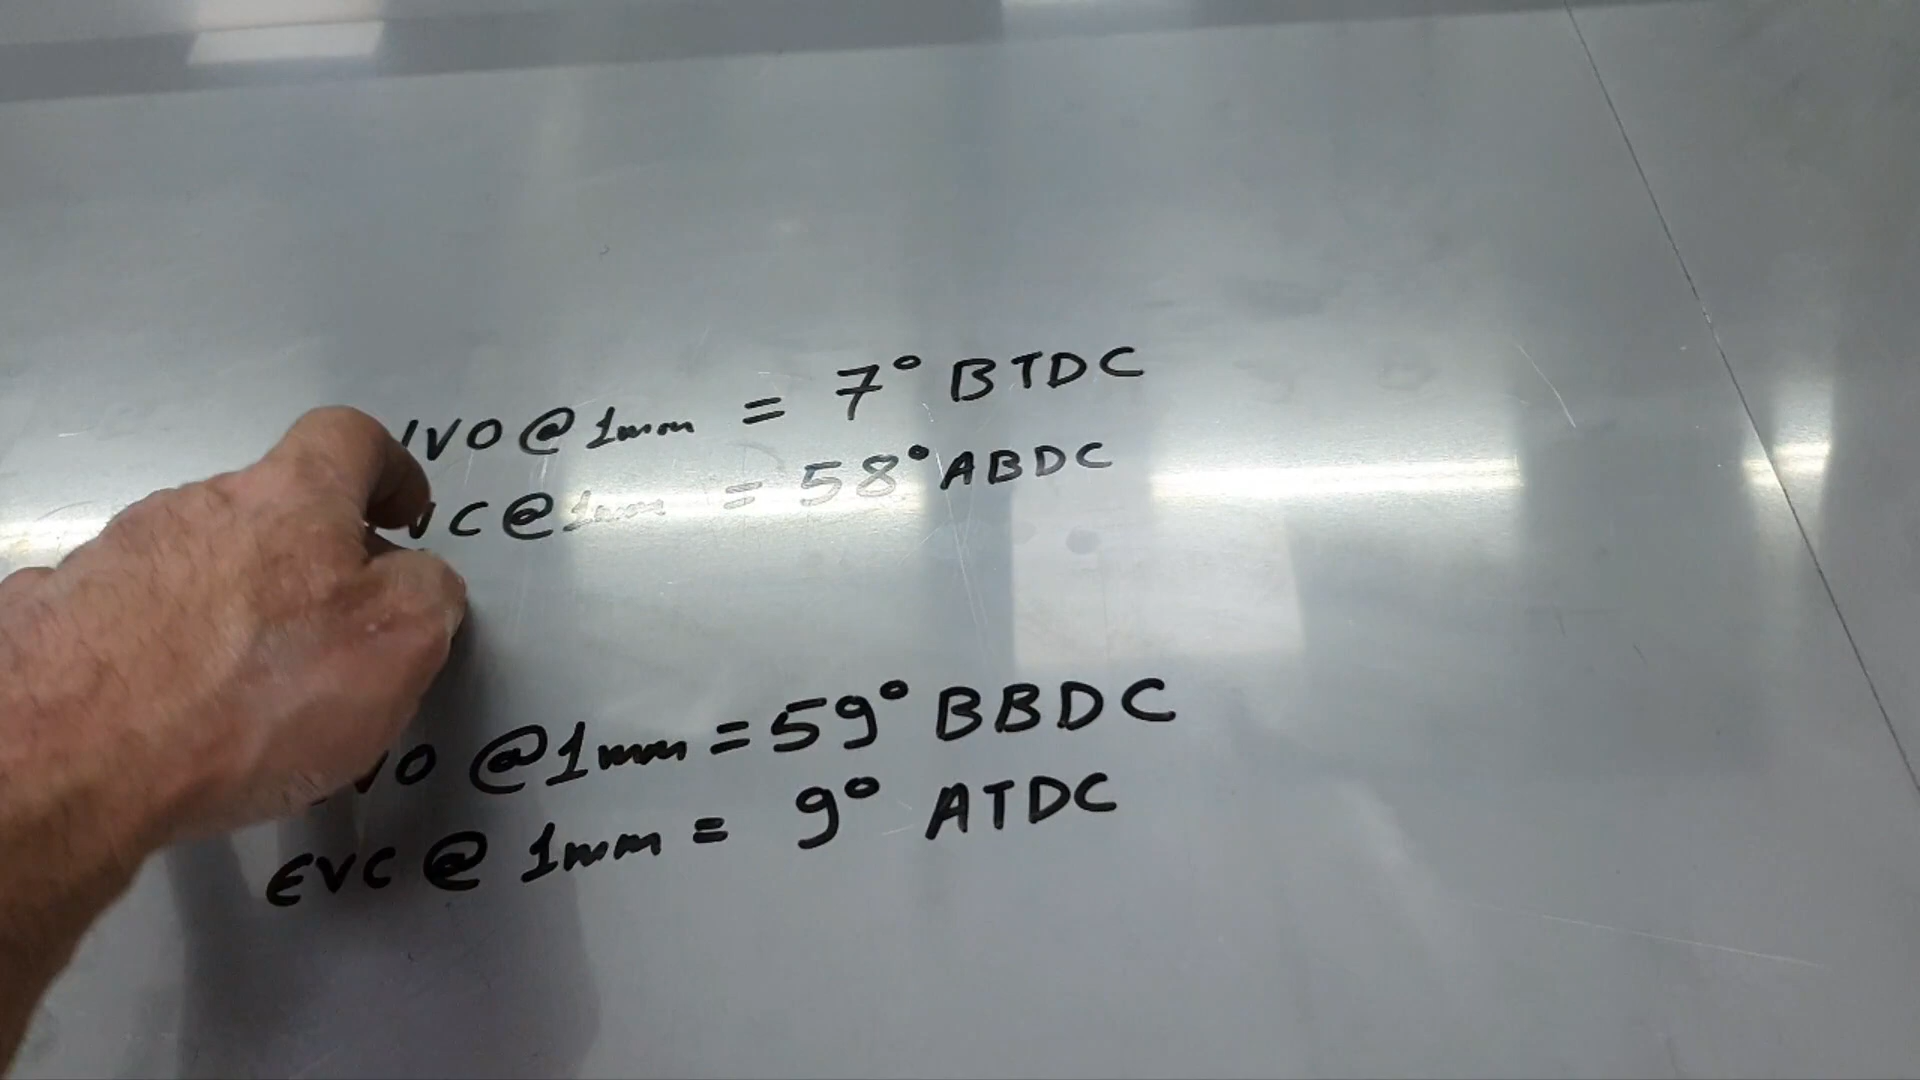 IVO @ 1mm = 7° BTDC
VC @ 1mm = 58° ABDC
VO @ 1mm = 59° BBDC
EVC @ 1mm = 9° ATDC